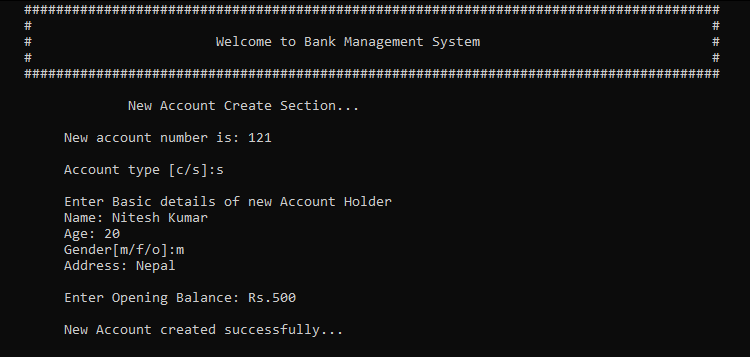 #######################################################################################
# #
# Welcome to Bank Management System #
# #
#######################################################################################
New Account Create Section...
New account number is: 121
Account type [c/s]:s
Enter Basic details of new Account Holder
Name: Nitesh Kumar
Age: 20
Gender[m/f/o]:m
Address: Nepal
Enter Opening Balance: Rs.500
New Account created successfully...